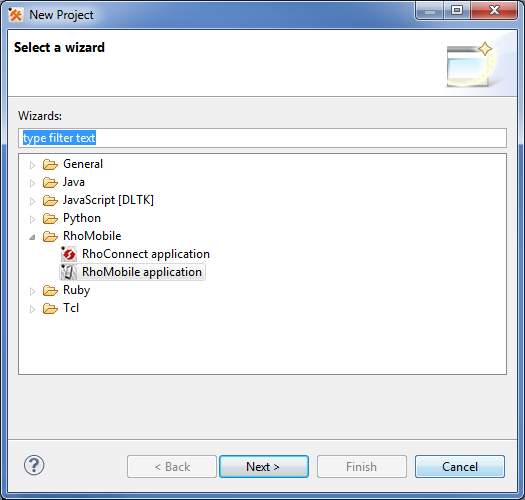 New Project
Select a wizard
Wizards:
type filter text
General
Java
JavaScript [DLTK]
Python
RhoMobile
RhoConnect application
RhoMobile application
Ruby
Tcl
? < Back Next > Finish Cancel